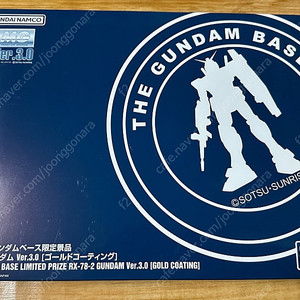 BANDAI NAMCO
MG
Ver.3.0
THE GUNDAM BASE
©SOTSU·SUNRISE
ンダムベース限定景品
ダム Ver.3.0 [ゴールドコーティング]
BASE LIMITED PRIZE RX-78-2 GUNDAM Ver.3.0 [GOLD COATING]